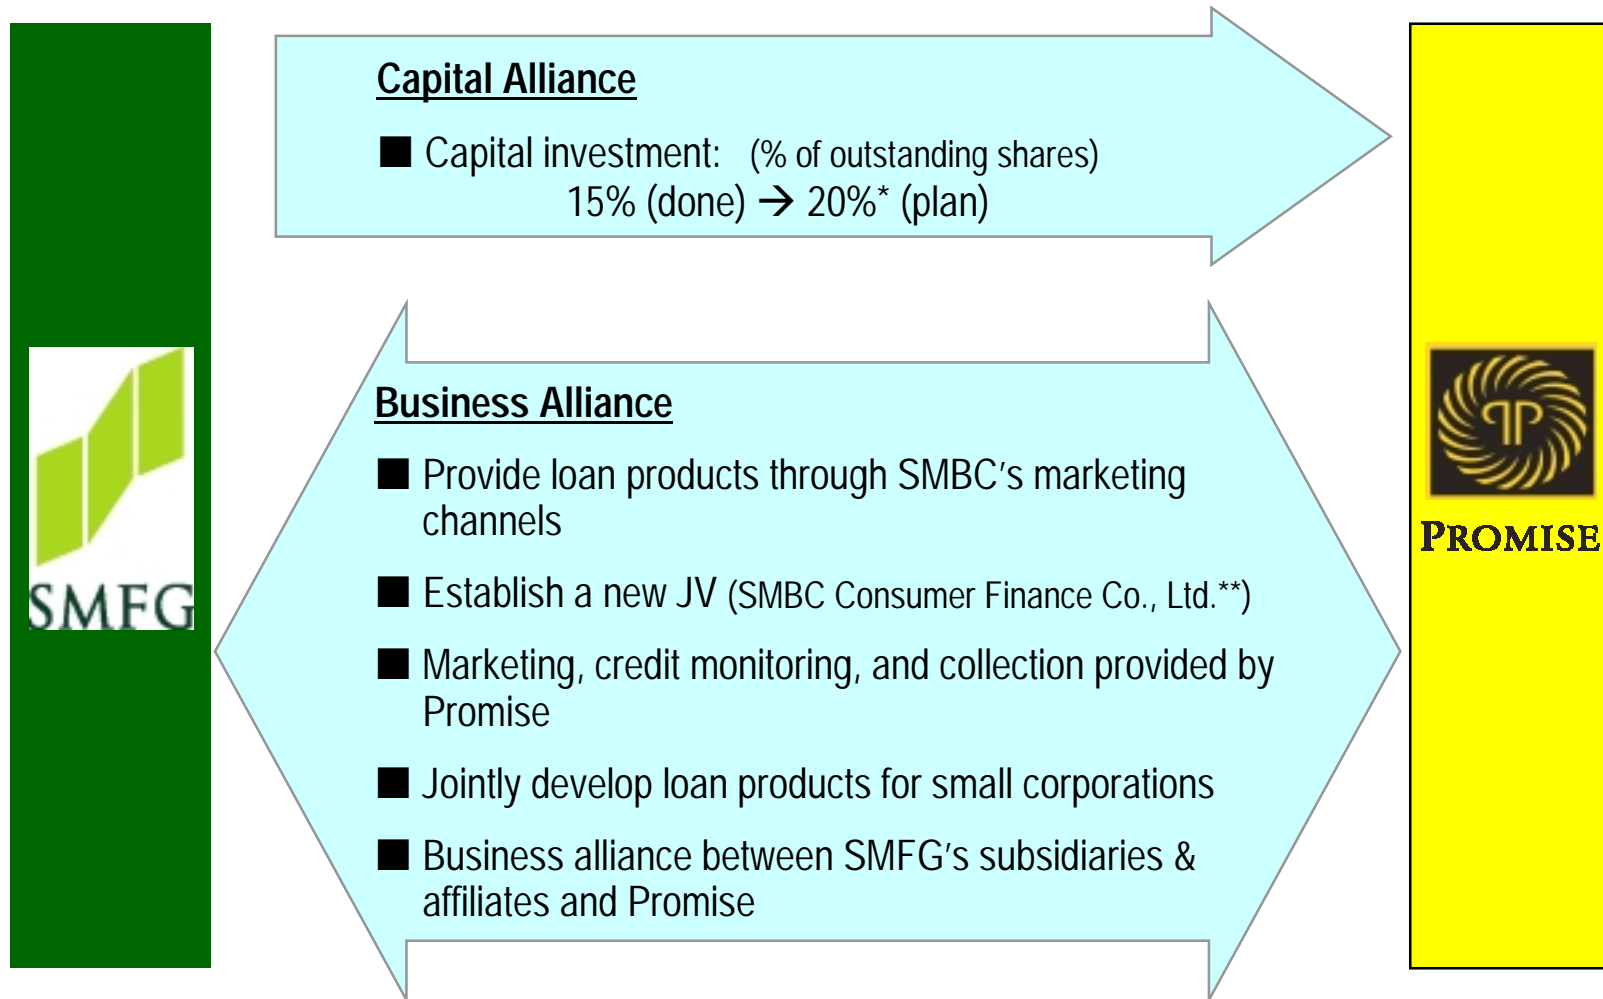 Capital Alliance
■ Capital investment: (% of outstanding shares)
15% (done) → 20%* (plan)
SMFG
Business Alliance
■ Provide loan products through SMBC's marketing
channels
■ Establish a new JV (SMBC Consumer Finance Co., Ltd.**)
■ Marketing, credit monitoring, and collection provided by
Promise
■ Jointly develop loan products for small corporations
■ Business alliance between SMFG's subsidiaries &
affiliates and Promise
PROMISE